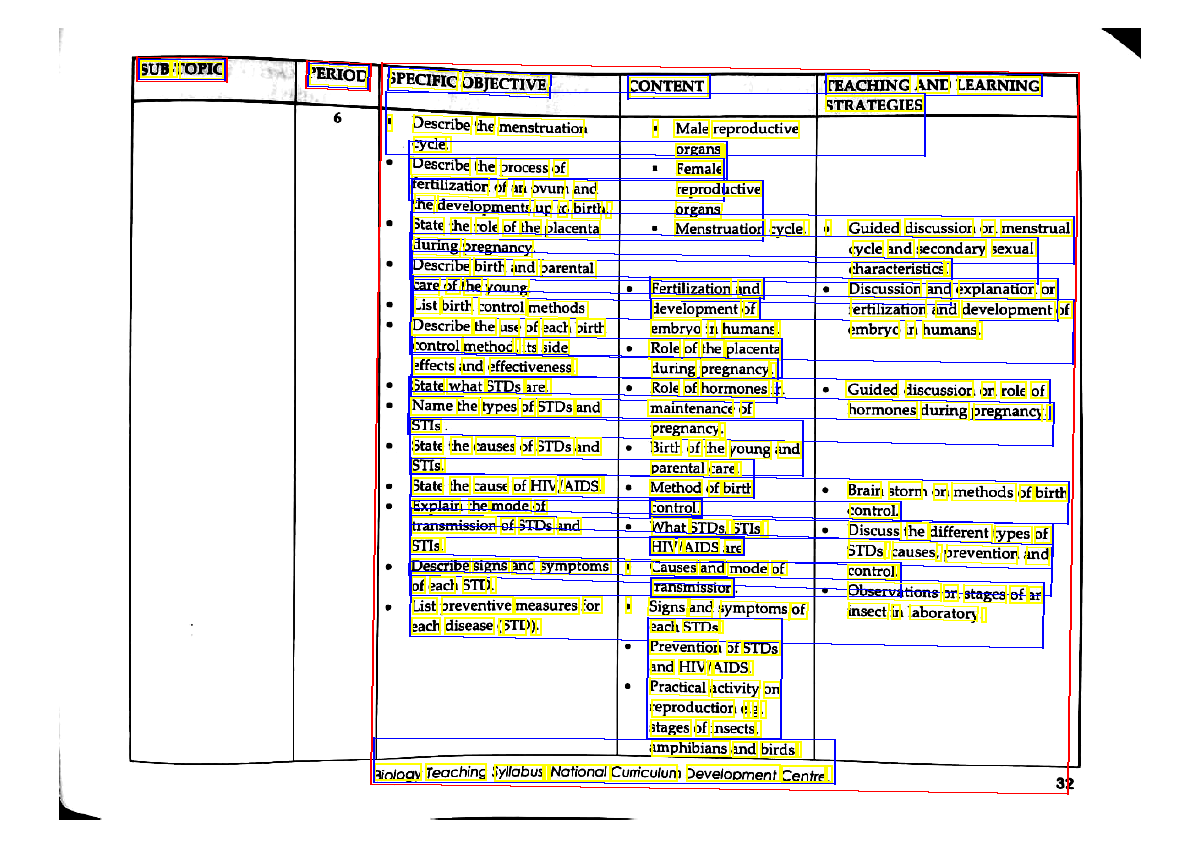 SUB TOPIC
PERIOD
SPECIFIC OBJECTIVE
CONTENT
TEACHING AND LEARNING
STRATEGIES
6
• Describe the menstruation
cycle.
• Describe the process of
fertilization of an ovum and
the developments up to birth.
• State the role of the placenta
during pregnancy.
• Describe birth and parental
care of the young
• List birth control methods
• Describe the use of each birth
control method, its side
effects and effectiveness.
• State what STDs are.
• Name the types of STDs and
STIs.
• State the causes of STDs and
STIs.
• State the cause of HIV/AIDS.
• Explain the mode of
transmission of STDs and
STIs.
• Describe signs and symptoms
of each STD.
• List preventive measures for
each disease (STD).
• Male reproductive
organs
• Female
reproductive
organs
• Menstruation cycle.
• Fertilization and
development of
embryo in humans.
• Role of the placenta
during pregnancy.
• Role of hormones in
maintenance of
pregnancy.
• Birth of the young and
parental care.
• Method of birth
control.
• What STDs, STIs
HIV/AIDS are
• Causes and mode of
transmission.
• Signs and symptoms of
each STDs
• Prevention of STDs
and HIV/AIDS.
• Practical activity on
reproduction e.g.
stages of insects,
amphibians and birds
• Guided discussion on menstrual
cycle and secondary sexual
characteristics.
• Discussion and explanation on
fertilization and development of
embryo in humans.
• Guided discussion on role of
hormones during pregnancy.
• Brain storm on methods of birth
control.
• Discuss the different types of
STDs causes, prevention and
control.
• Observations on stages of an
insect in laboratory
Biology Teaching Syllabus National Curriculum Development Centre
32